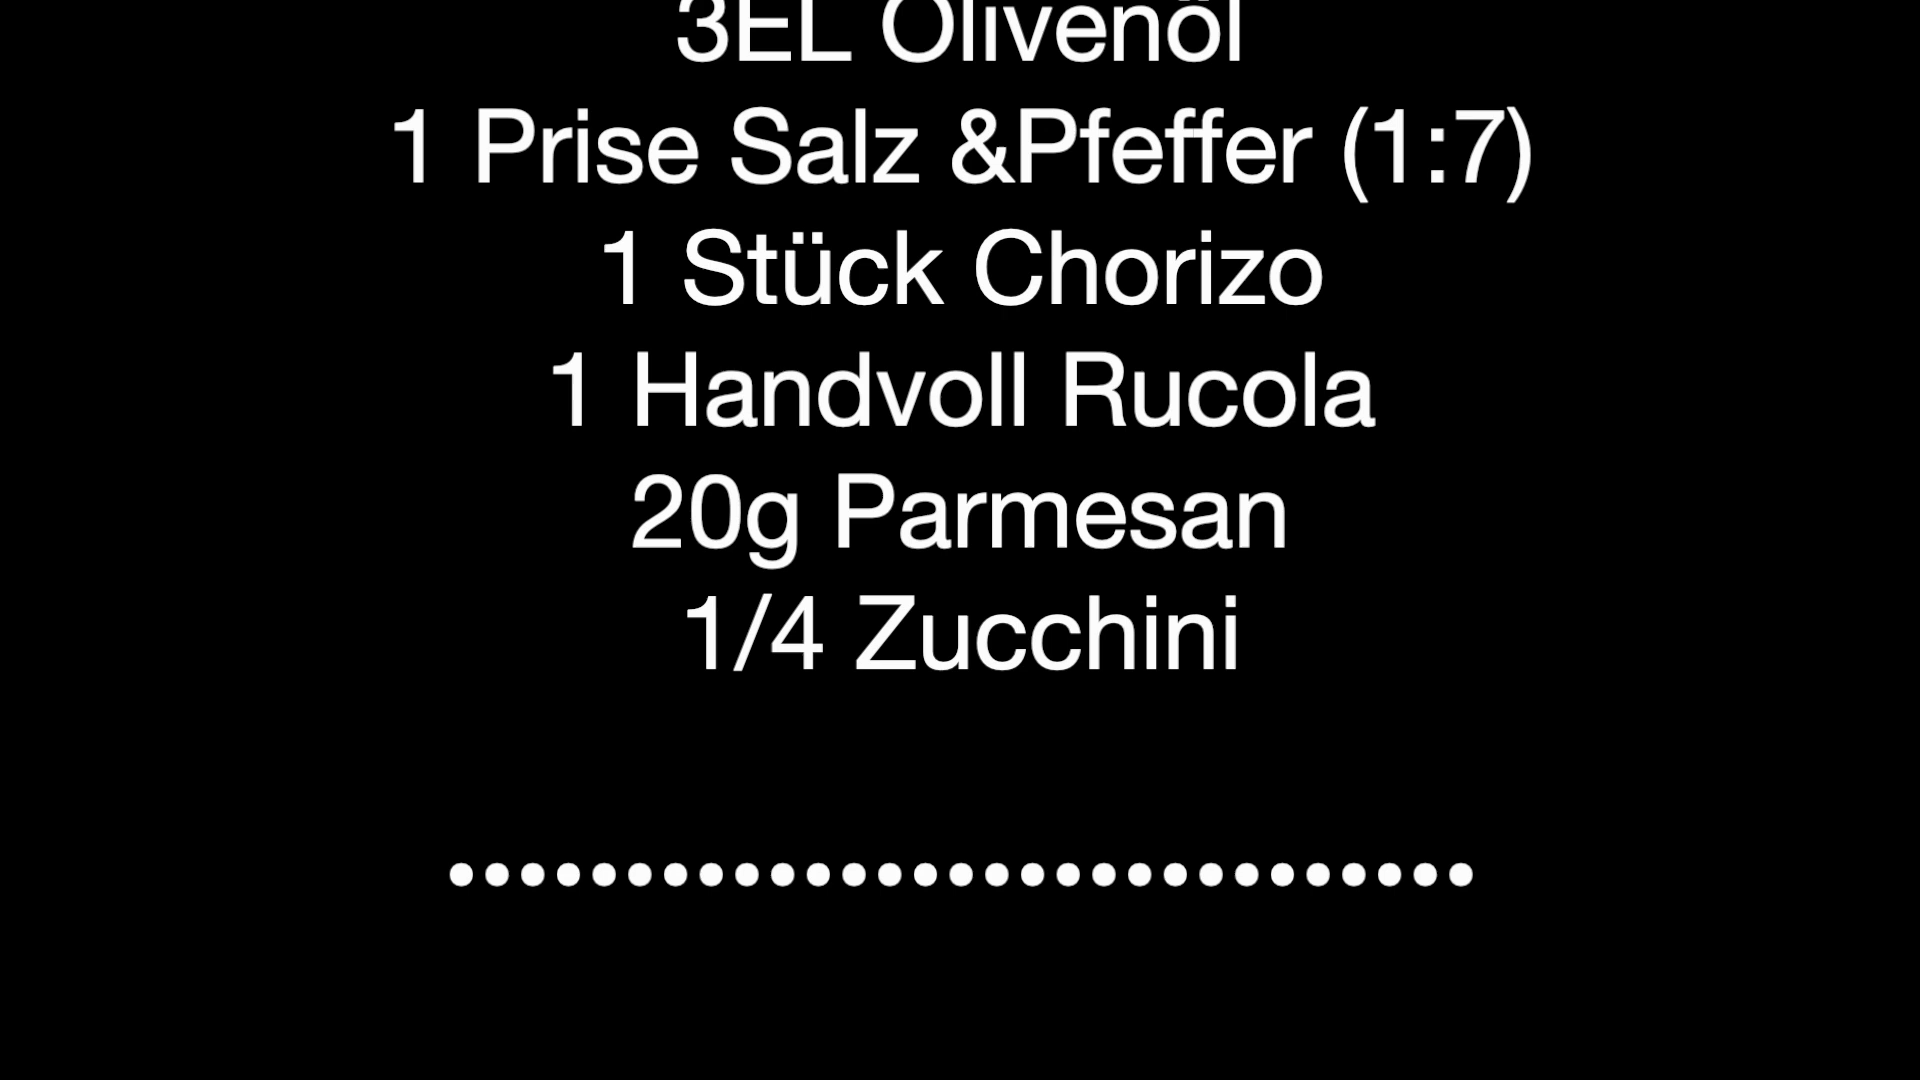 3EL Olivenöl
1 Prise Salz &Pfeffer (1:7)
1 Stück Chorizo
1 Handvoll Rucola
20g Parmesan
1/4 Zucchini
.............................